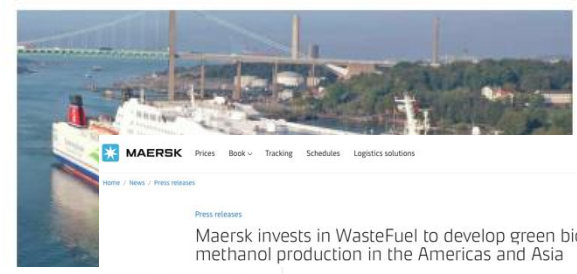 MAERSK Prices Book Tracking Schedules Logistics solutions
Home / News / Press releases
Press releases
Maersk invests in WasteFuel to develop green bi
methanol production in the Americas and Asia